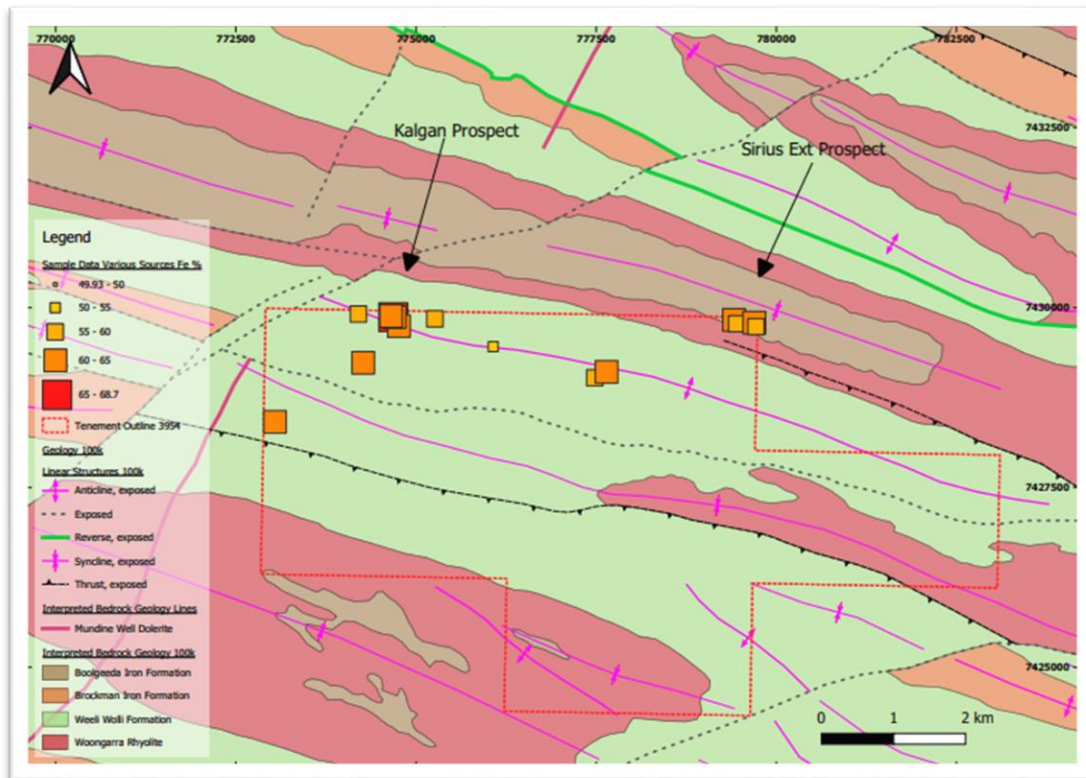 770000 772500 775000 777500 780000 782500
7432500
Kalgan Prospect
Sirius Ext Prospect
7430000
Legend
Sample Data Various Sources Fe %
49.93 - 50
50 - 55
55 - 60
60 - 65
65 - 68.7
Tenement Outline 3954
Geology 100k
Linear Structures 100k
Anticline, exposed
Exposed
Reverse, exposed
Syncline, exposed
Thrust, exposed
Interpreted Bedrock Geology Lines
Mundine Well Dolerite
Interpreted Bedrock Geology 100k
Boolgeeda Iron Formation
Brockman Iron Formation
Weeli Wolli Formation
Woongarra Rhyolite
7427500
7425000
0 1 2 km